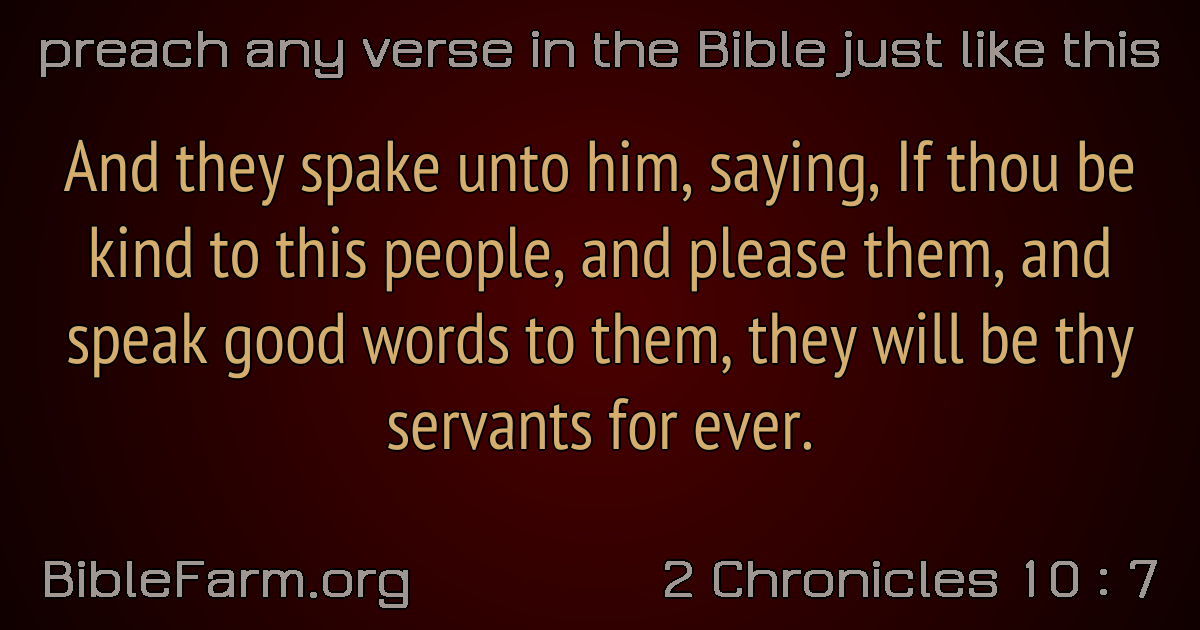 preach any verse in the Bible just like this
And they spake unto him, saying, If thou be
kind to this people, and please them, and
speak good words to them, they will be thy
servants for ever.
BibleFarm.org
2 Chronicles 10 : 7